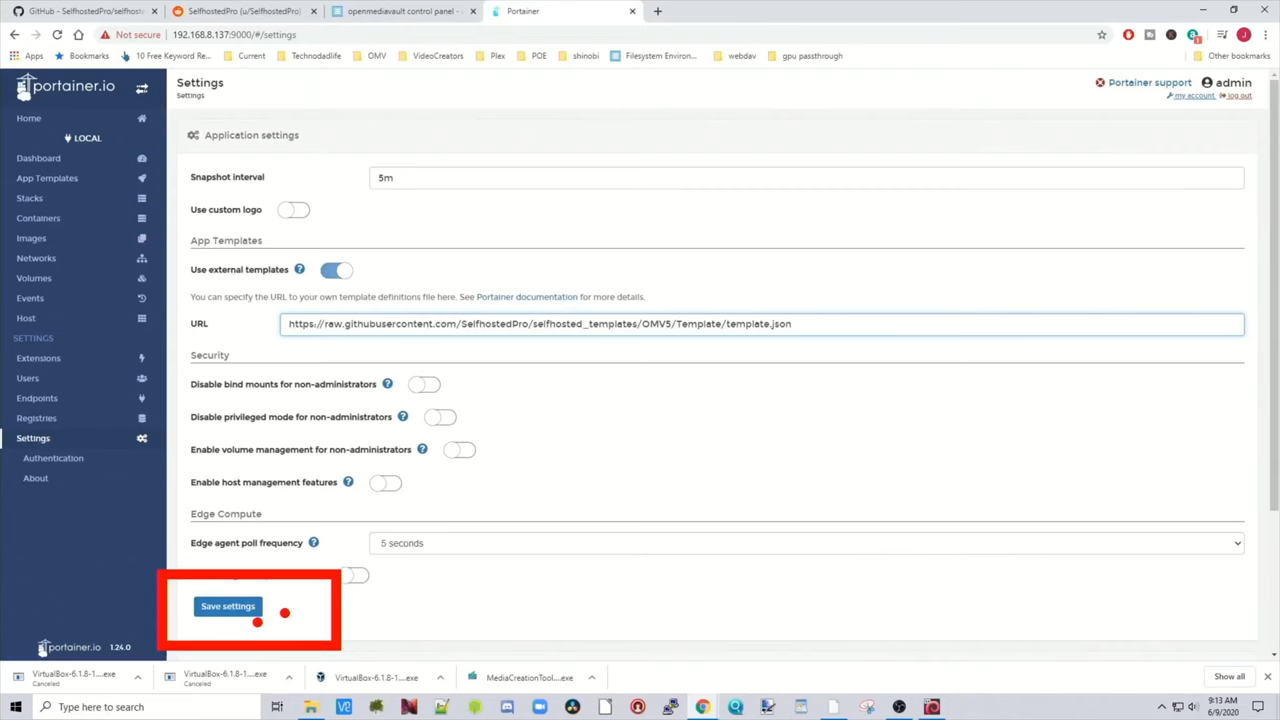 GitHub - SelfhostedPro/selfhoste
SelfhostedPro (u/SelfhostedPro)
openmediavault control panel -
Portainer
Not secure
192.168.8.137:9000/#/settings
Apps
Bookmarks
10 Free Keyword Re...
Current
Technodadlife
OMV
VideoCreators
Plex
POE
shinobi
Filesystem Environ...
webdav
gpu passthrough
Other bookmarks
portainer.io
Settings
Settings
Portainer support
admin
my account
log out
Home
LOCAL
Dashboard
App Templates
Stacks
Containers
Images
Networks
Volumes
Events
Host
SETTINGS
Extensions
Users
Endpoints
Registries
Settings
Authentication
About
portainer.io 1.24.0
Application settings
Snapshot interval
5m
Use custom logo
App Templates
Use external templates
You can specify the URL to your own template definitions file here. See Portainer documentation for more details.
URL
https://raw.githubusercontent.com/SelfhostedPro/selfhosted_templates/OMV5/Template/template.json
Security
Disable bind mounts for non-administrators
Disable privileged mode for non-administrators
Enable volume management for non-administrators
Enable host management features
Edge Compute
Edge agent poll frequency
5 seconds
Save settings
VirtualBox-6.1.8-1....exe
Canceled
VirtualBox-6.1.8-1....exe
Canceled
VirtualBox-6.1.8-1....exe
MediaCreationTool....exe
Show all
Type here to search
9:13 AM
6/9/2020